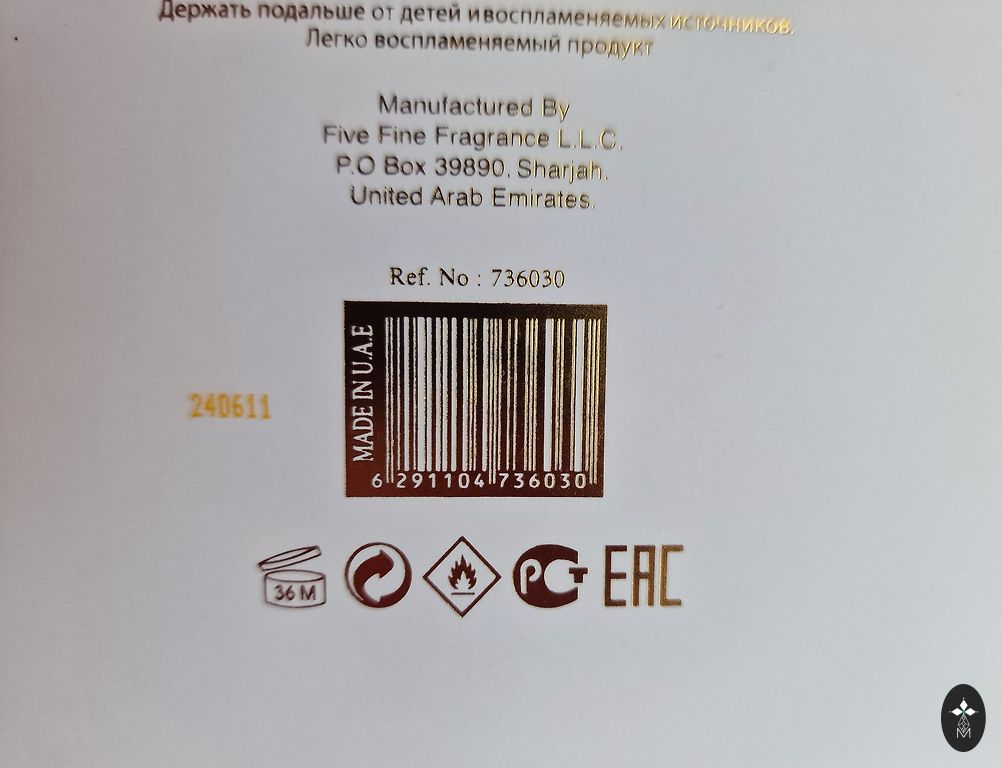 Держать подальше от детей и воспламеняемых источников.
Легко воспламеняемый продукт
Manufactured By
Five Fine Fragrance L.L.C.
P.O Box 39890, Sharjah,
United Arab Emirates.
Ref. No : 736030
MADE IN U.A.E
240611
6 291104 736030
36 M
РСТ
EAC
M